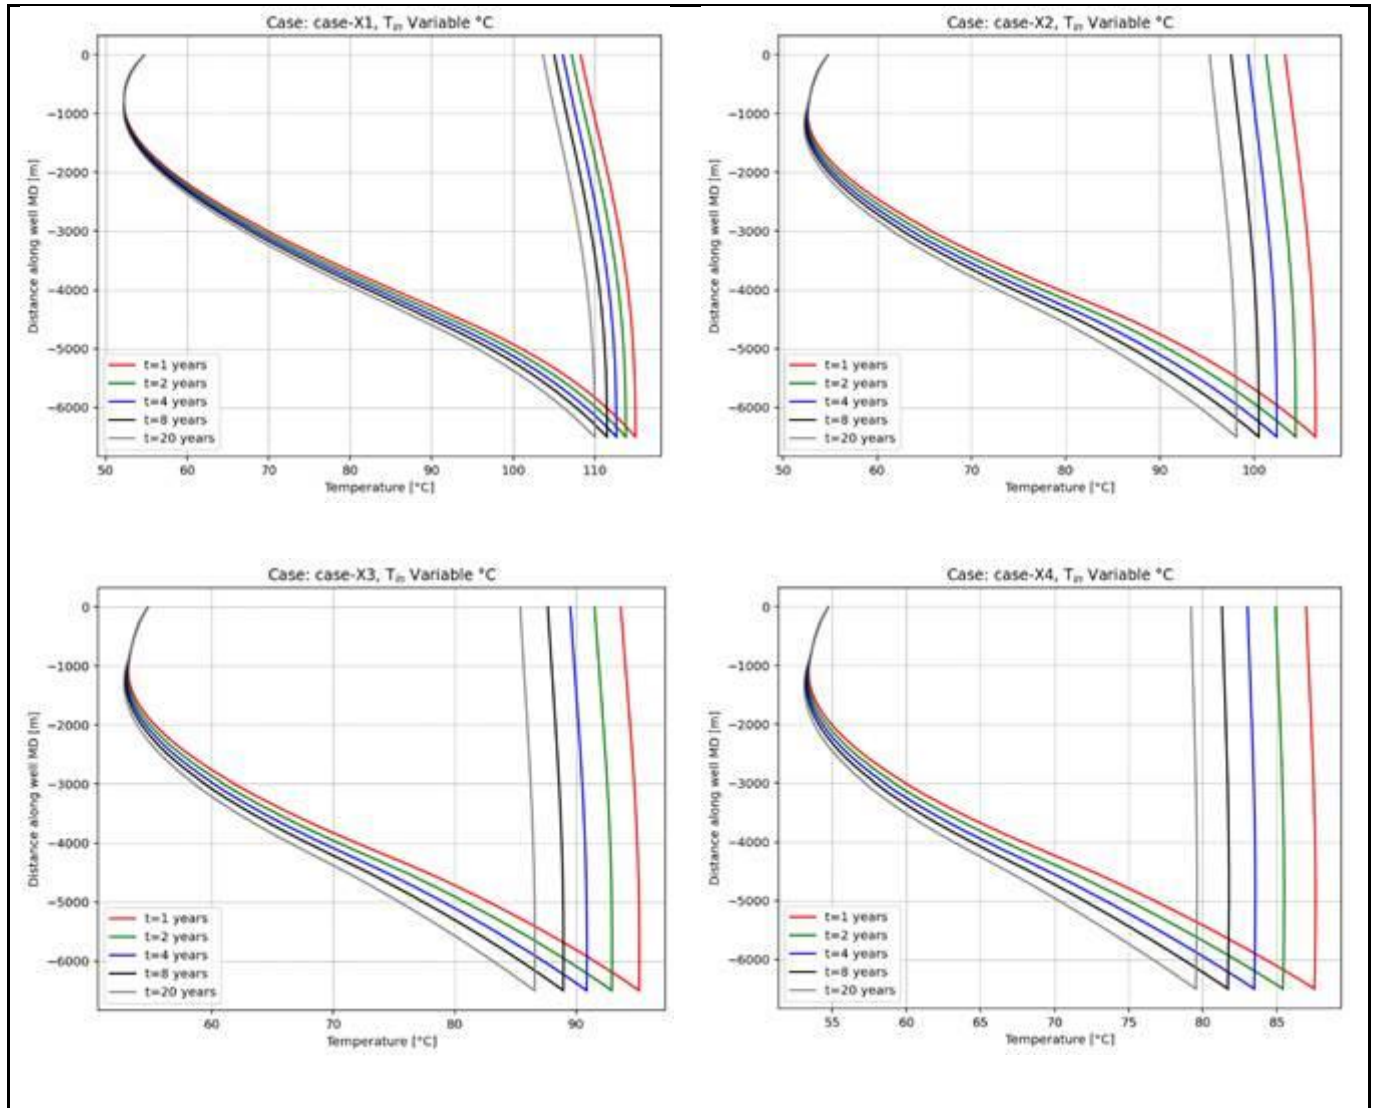 Case: case-X1, Tin Variable °C
Distance along well MD [m]
0
−1000
−2000
−3000
−4000
−5000
−6000
t=1 years
t=2 years
t=4 years
t=8 years
t=20 years
50 60 70 80 90 100 110
Temperature [°C]
Case: case-X2, Tin Variable °C
Distance along well MD [m]
0
−1000
−2000
−3000
−4000
−5000
−6000
t=1 years
t=2 years
t=4 years
t=8 years
t=20 years
50 60 70 80 90 100
Temperature [°C]
Case: case-X3, Tin Variable °C
Distance along well MD [m]
0
−1000
−2000
−3000
−4000
−5000
−6000
t=1 years
t=2 years
t=4 years
t=8 years
t=20 years
60 70 80 90
Temperature [°C]
Case: case-X4, Tin Variable °C
Distance along well MD [m]
0
−1000
−2000
−3000
−4000
−5000
−6000
t=1 years
t=2 years
t=4 years
t=8 years
t=20 years
55 60 65 70 75 80 85
Temperature [°C]